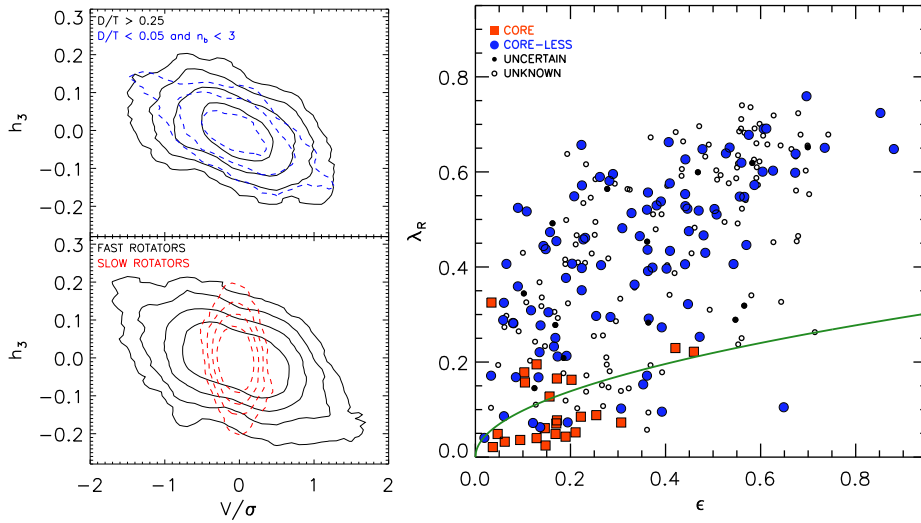 D/T > 0.25
D/T < 0.05 and n_b < 3
0.3
0.2
0.1
0.0
-0.1
-0.2
h₃
FAST ROTATORS
SLOW ROTATORS
0.3
0.2
0.1
0.0
-0.1
-0.2
h₃
-2
-1
0
1
2
V/σ
CORE
CORE-LESS
UNCERTAIN
UNKNOWN
0.8
0.6
0.4
0.2
0.0
λ_R
0.0
0.2
0.4
0.6
0.8
ϵ